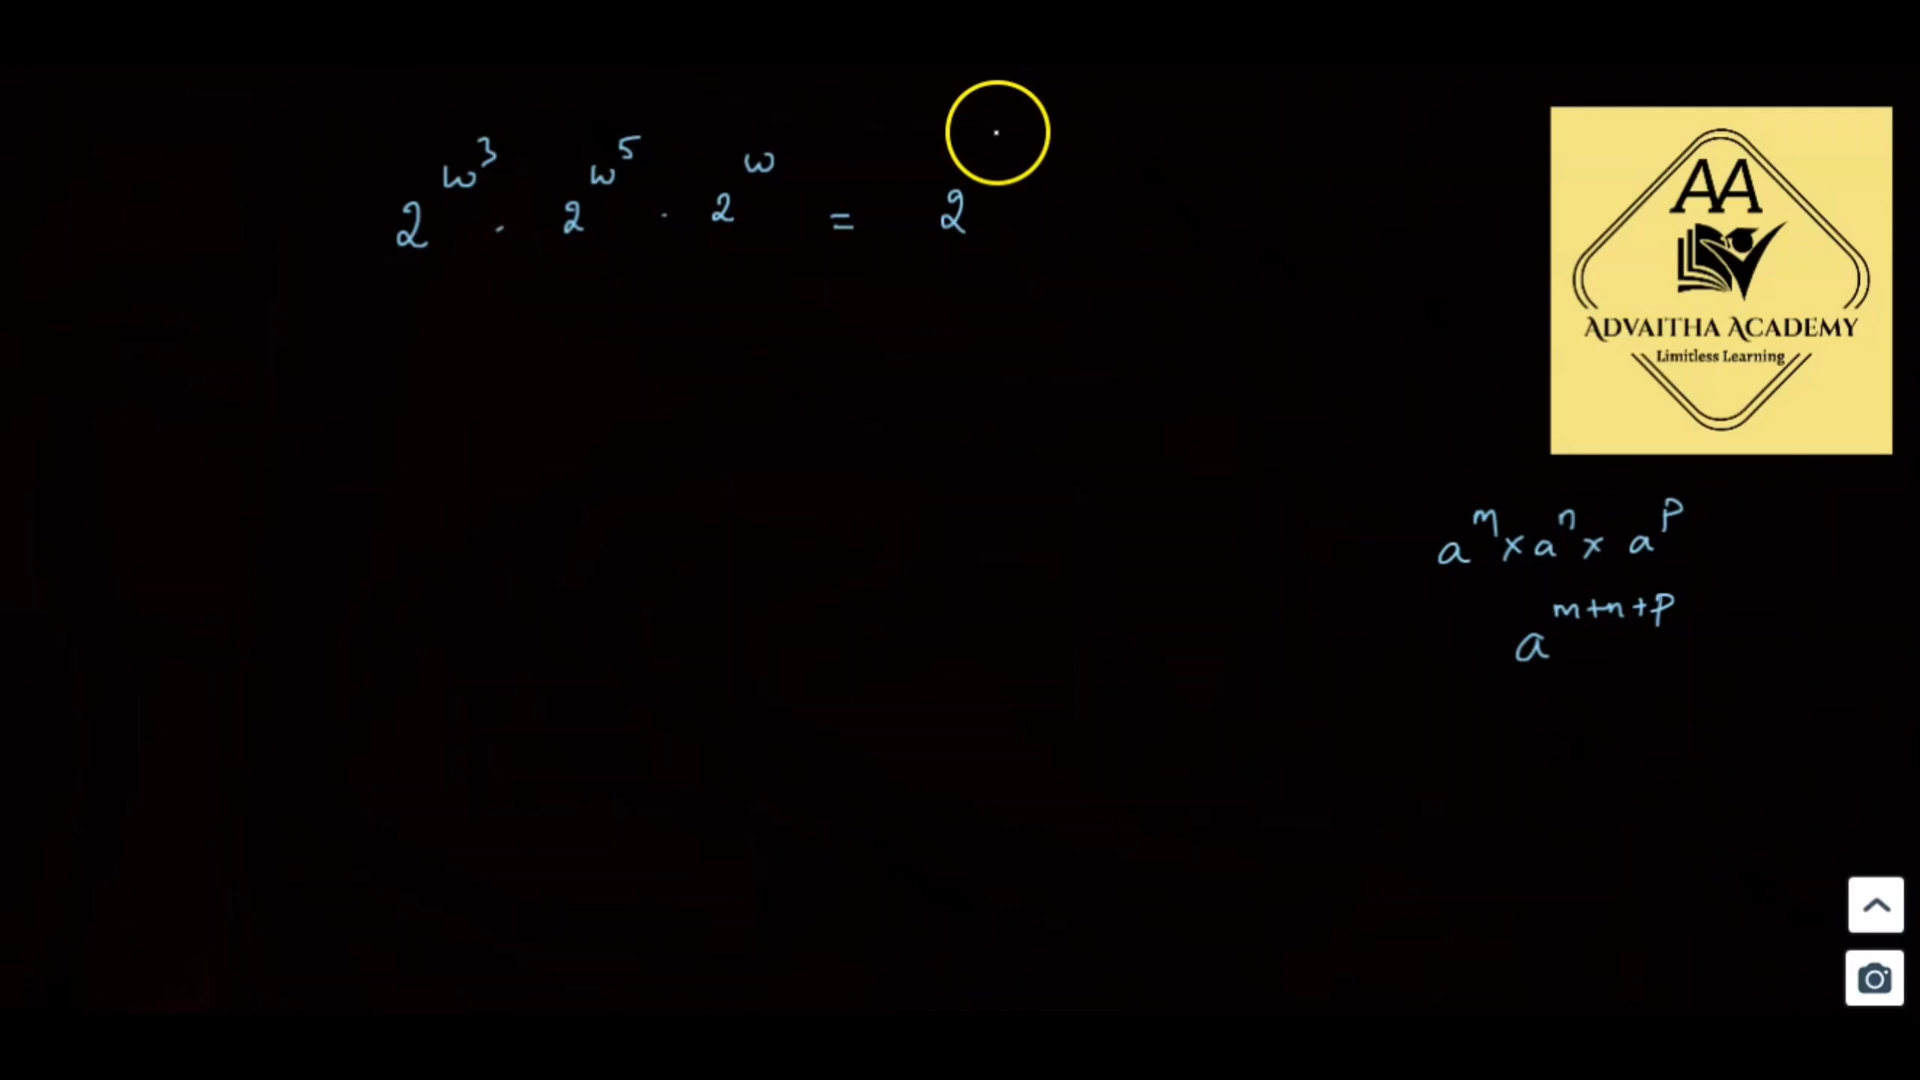 2^{w^3} . 2^{w^5} . 2^w = 2
AA
ADVAITHA ACADEMY
Limitless Learning
a^m × a^n × a^p
a^{m+n+p}